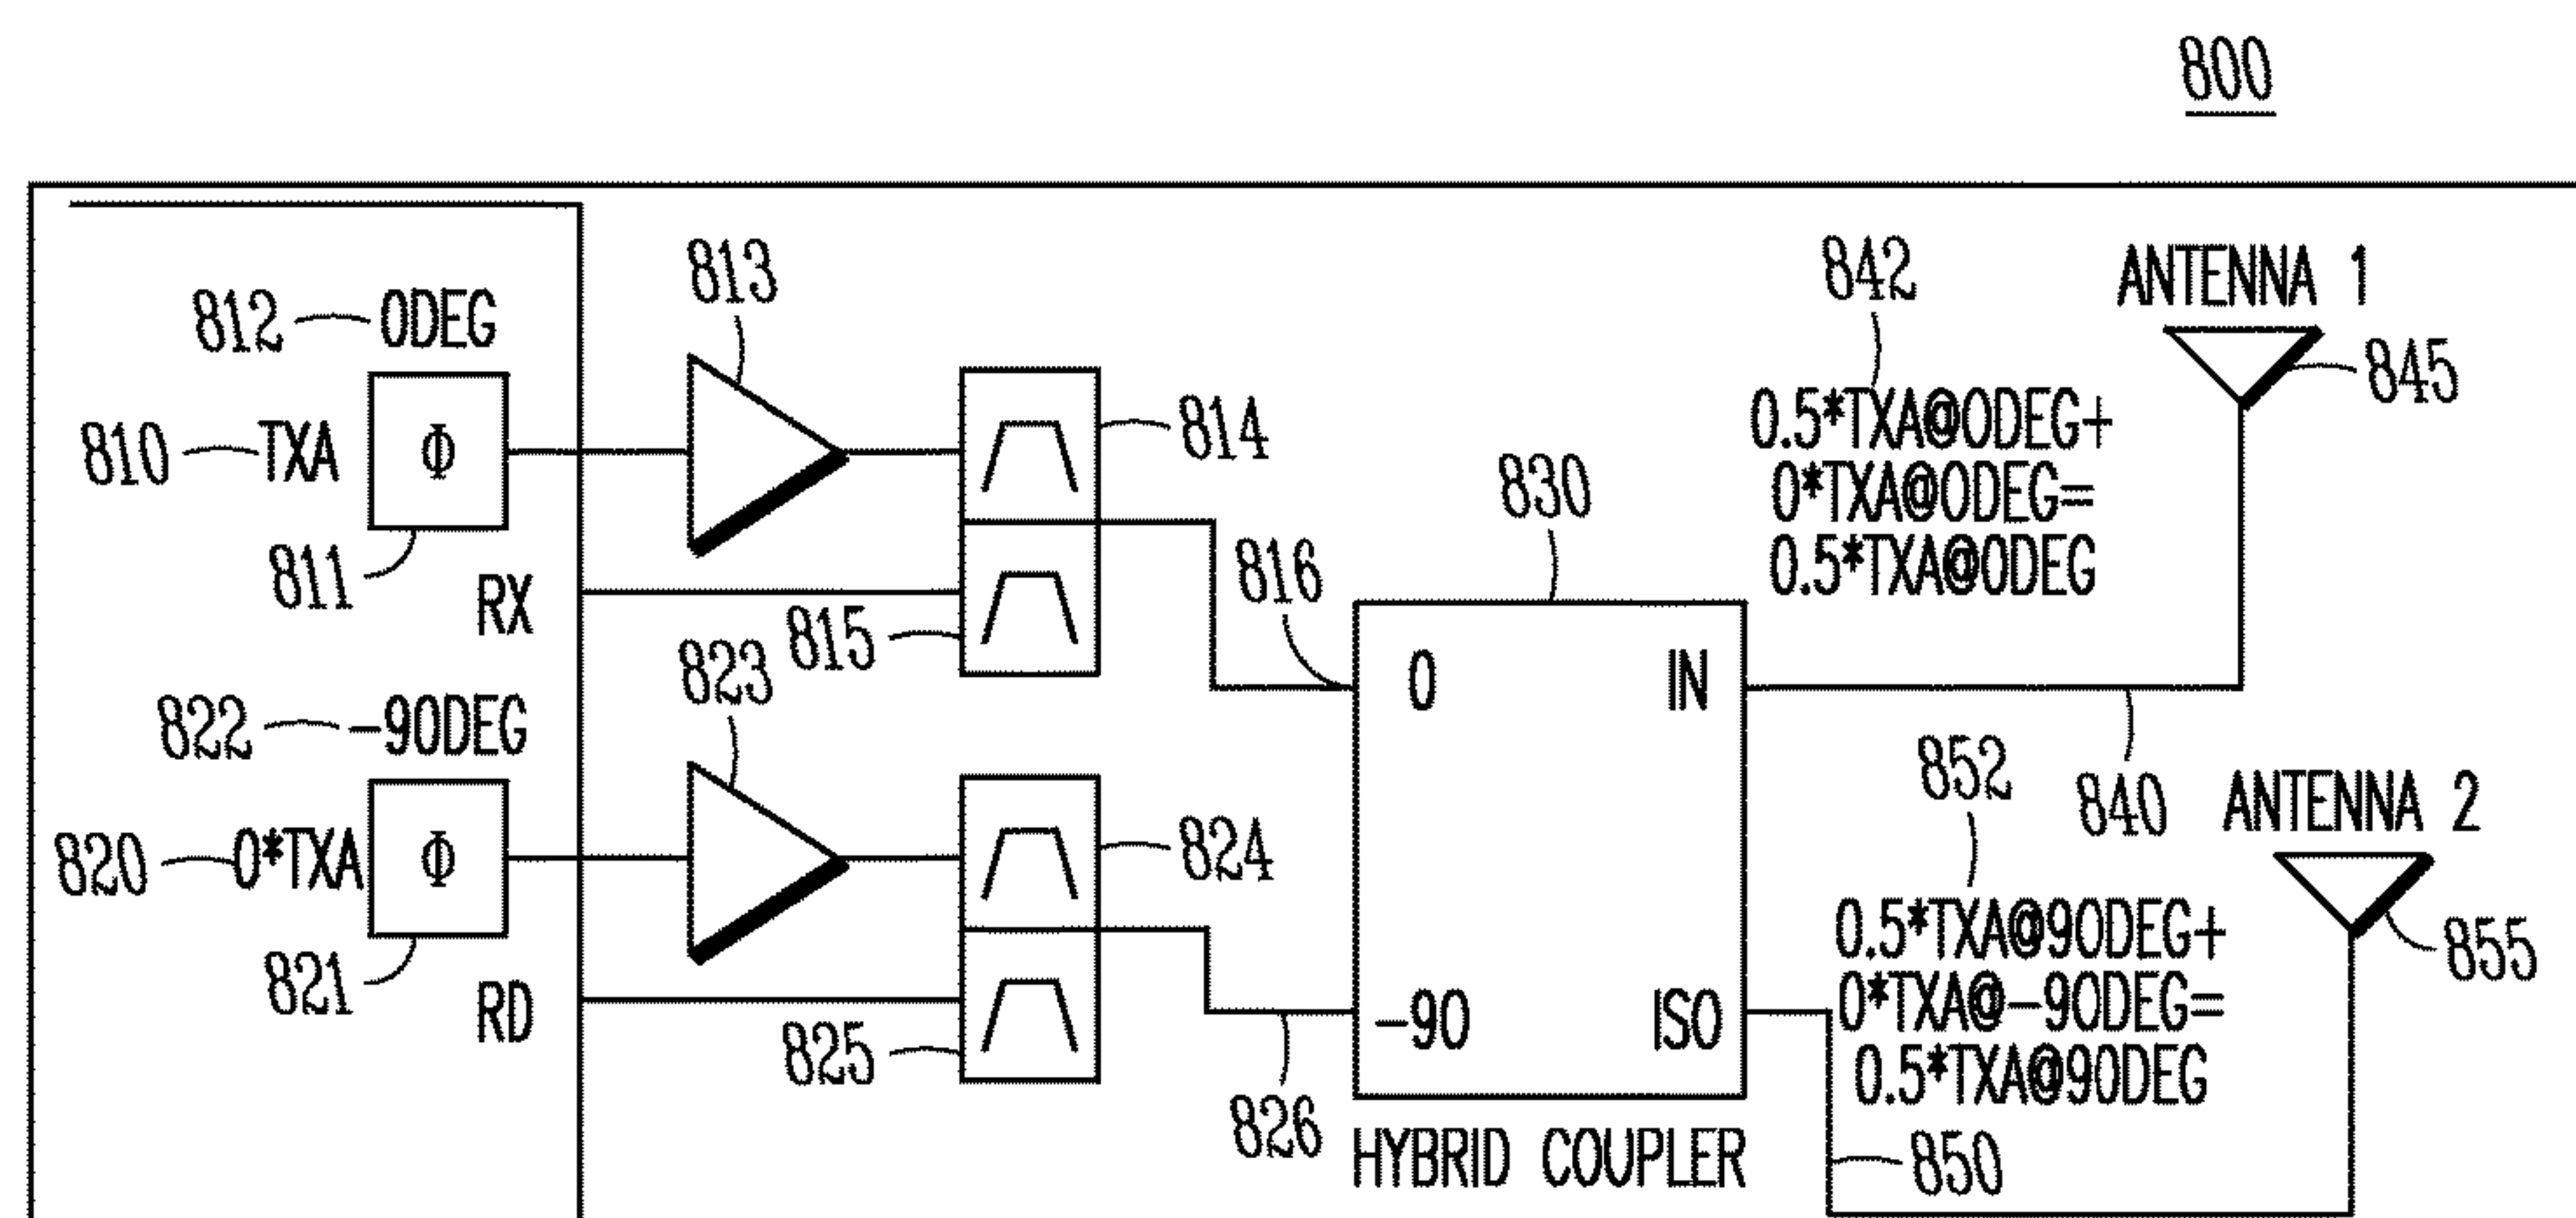 800
812
0DEG
813
842
ANTENNA 1
845
810
TXA
Φ
814
0.5*TXA@0DEG+
0*TXA@0DEG=
0.5*TXA@0DEG
830
811
RX
815
816
0
IN
840
822
-90DEG
823
852
ANTENNA 2
820
0*TXA
Φ
824
0.5*TXA@90DEG+
0*TXA@-90DEG=
0.5*TXA@90DEG
855
821
RD
825
826
-90
ISO
HYBRID COUPLER
850